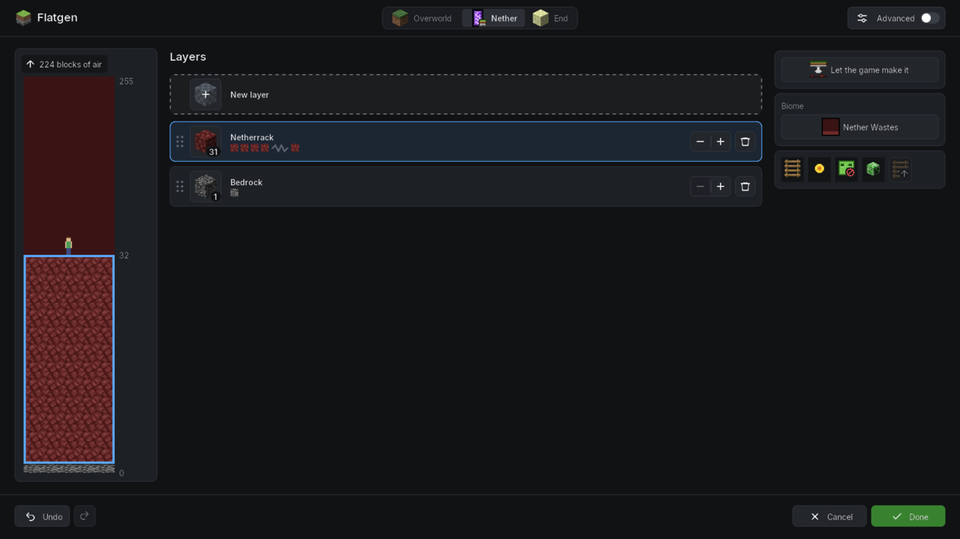 Flatgen
Overworld
Nether
End
Advanced
224 blocks of air
255
32
0
Layers
New layer
Netherrack
31
Bedrock
1
Let the game make it
Biome
Nether Wastes
Undo
Cancel
Done